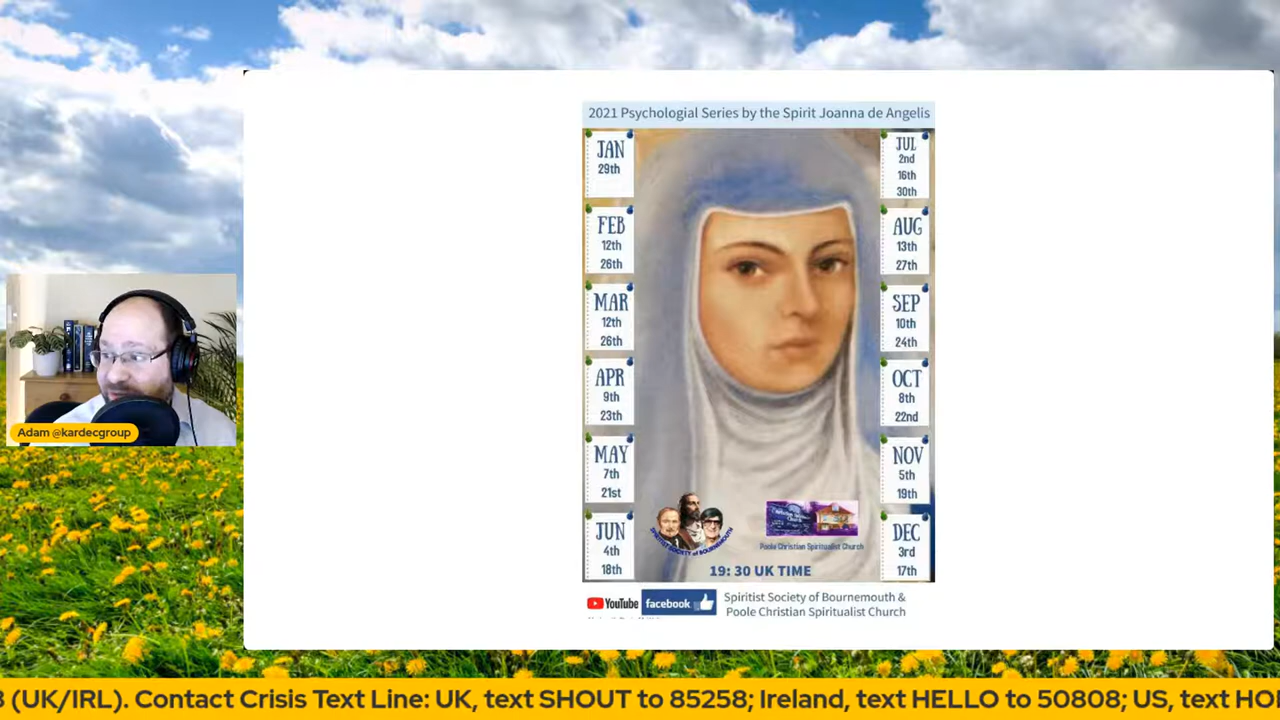 2021 Psychologial Series by the Spirit Joanna de Angelis
JAN
29th
FEB
12th
26th
MAR
12th
26th
APR
9th
23th
MAY
7th
21st
JUN
4th
18th
JUL
2nd
16th
30th
AUG
13th
27th
SEP
10th
24th
OCT
8th
22nd
NOV
5th
19th
DEC
3rd
17th
SPIRITIST SOCIETY of BOURNEMOUTH
Poole Christian Spiritualist Church
19: 30 UK TIME
YouTube
facebook
Spiritist Society of Bournemouth &
Poole Christian Spiritualist Church
Adam @kardecgroup
(UK/IRL). Contact Crisis Text Line: UK, text SHOUT to 85258; Ireland, text HELLO to 50808; US, text